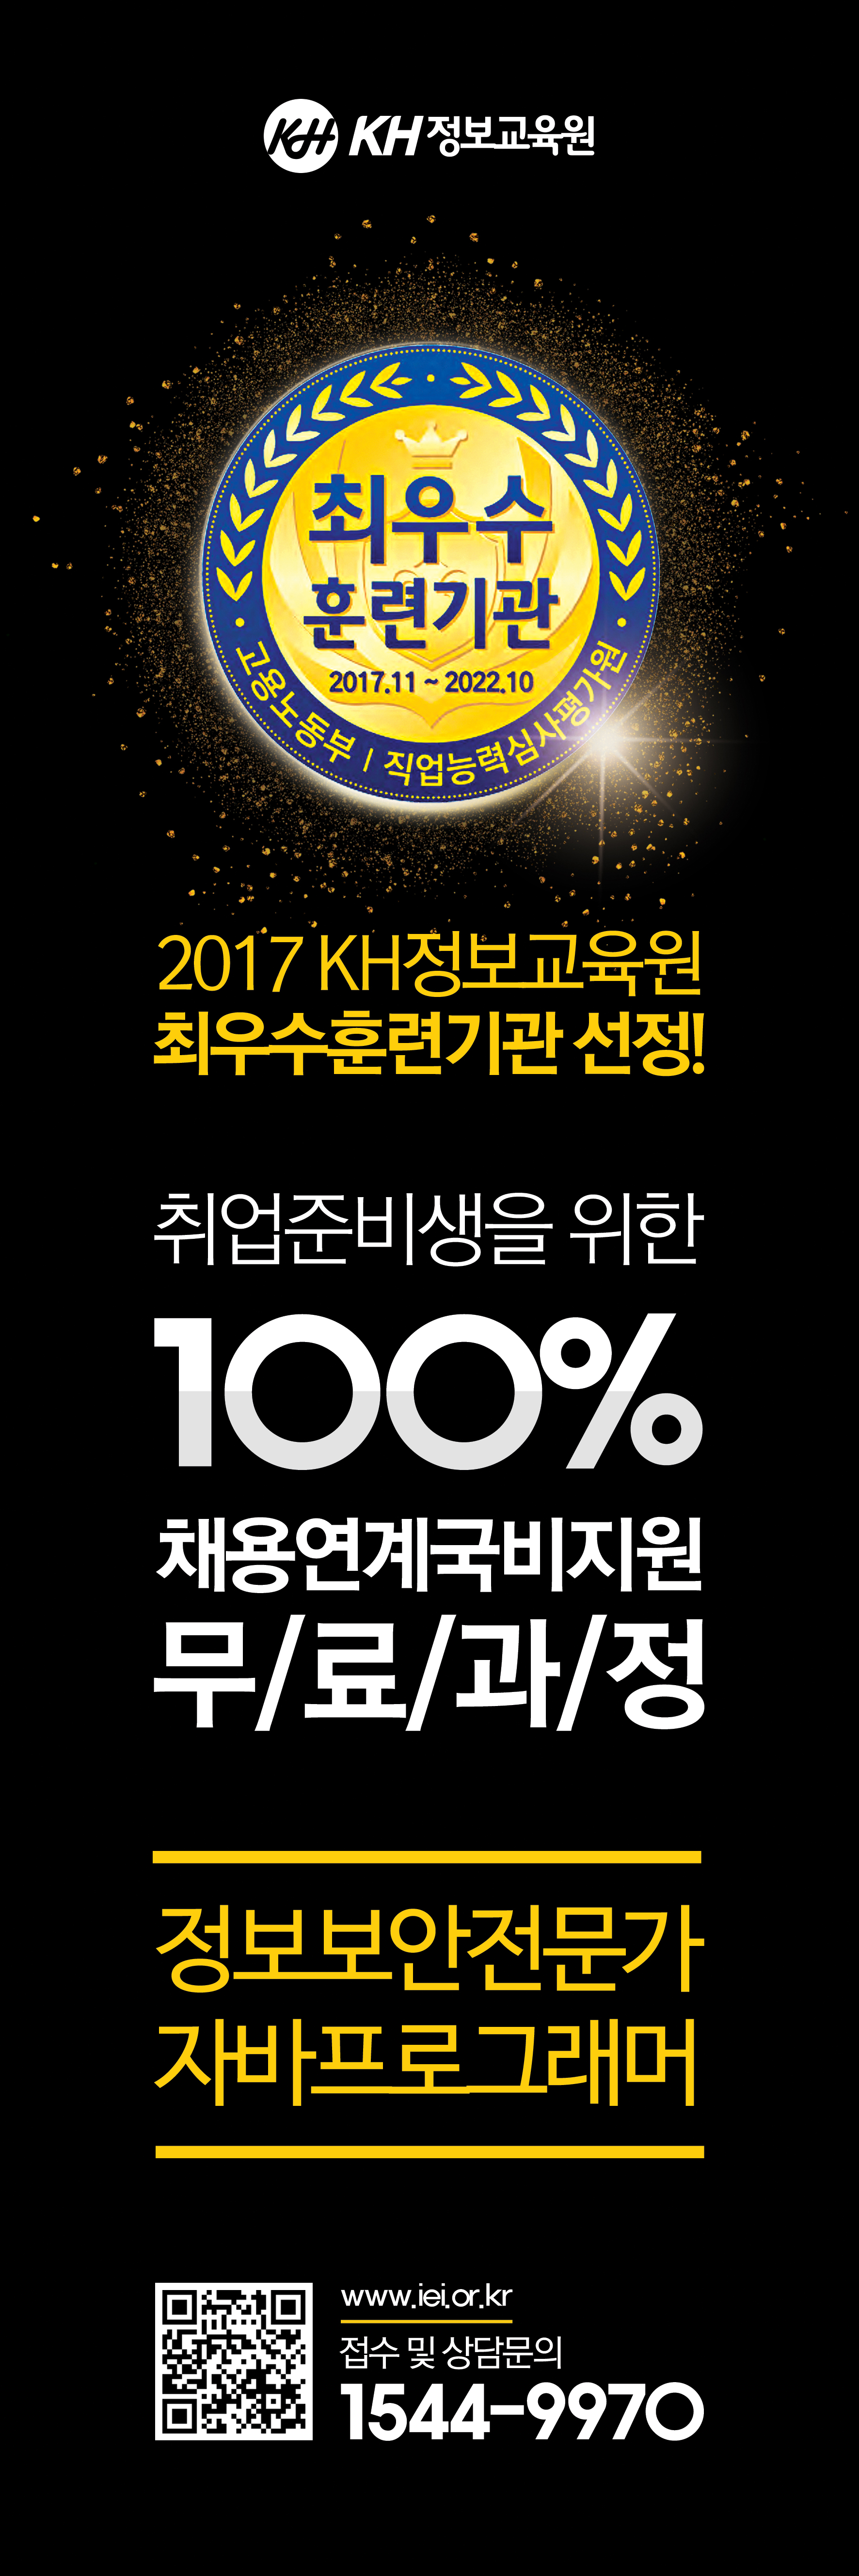 KH KH정보교육원
최우수
훈련기관
2017.11 ~ 2022.10
고용노동부 | 직업능력심사평가원
2017 KH정보교육원
최우수훈련기관 선정!
취업준비생을 위한
100%
채용연계국비지원
무/료/과/정
정보보안전문가
자바프로그래머
www.iei.or.kr
접수 및 상담문의
1544-9970